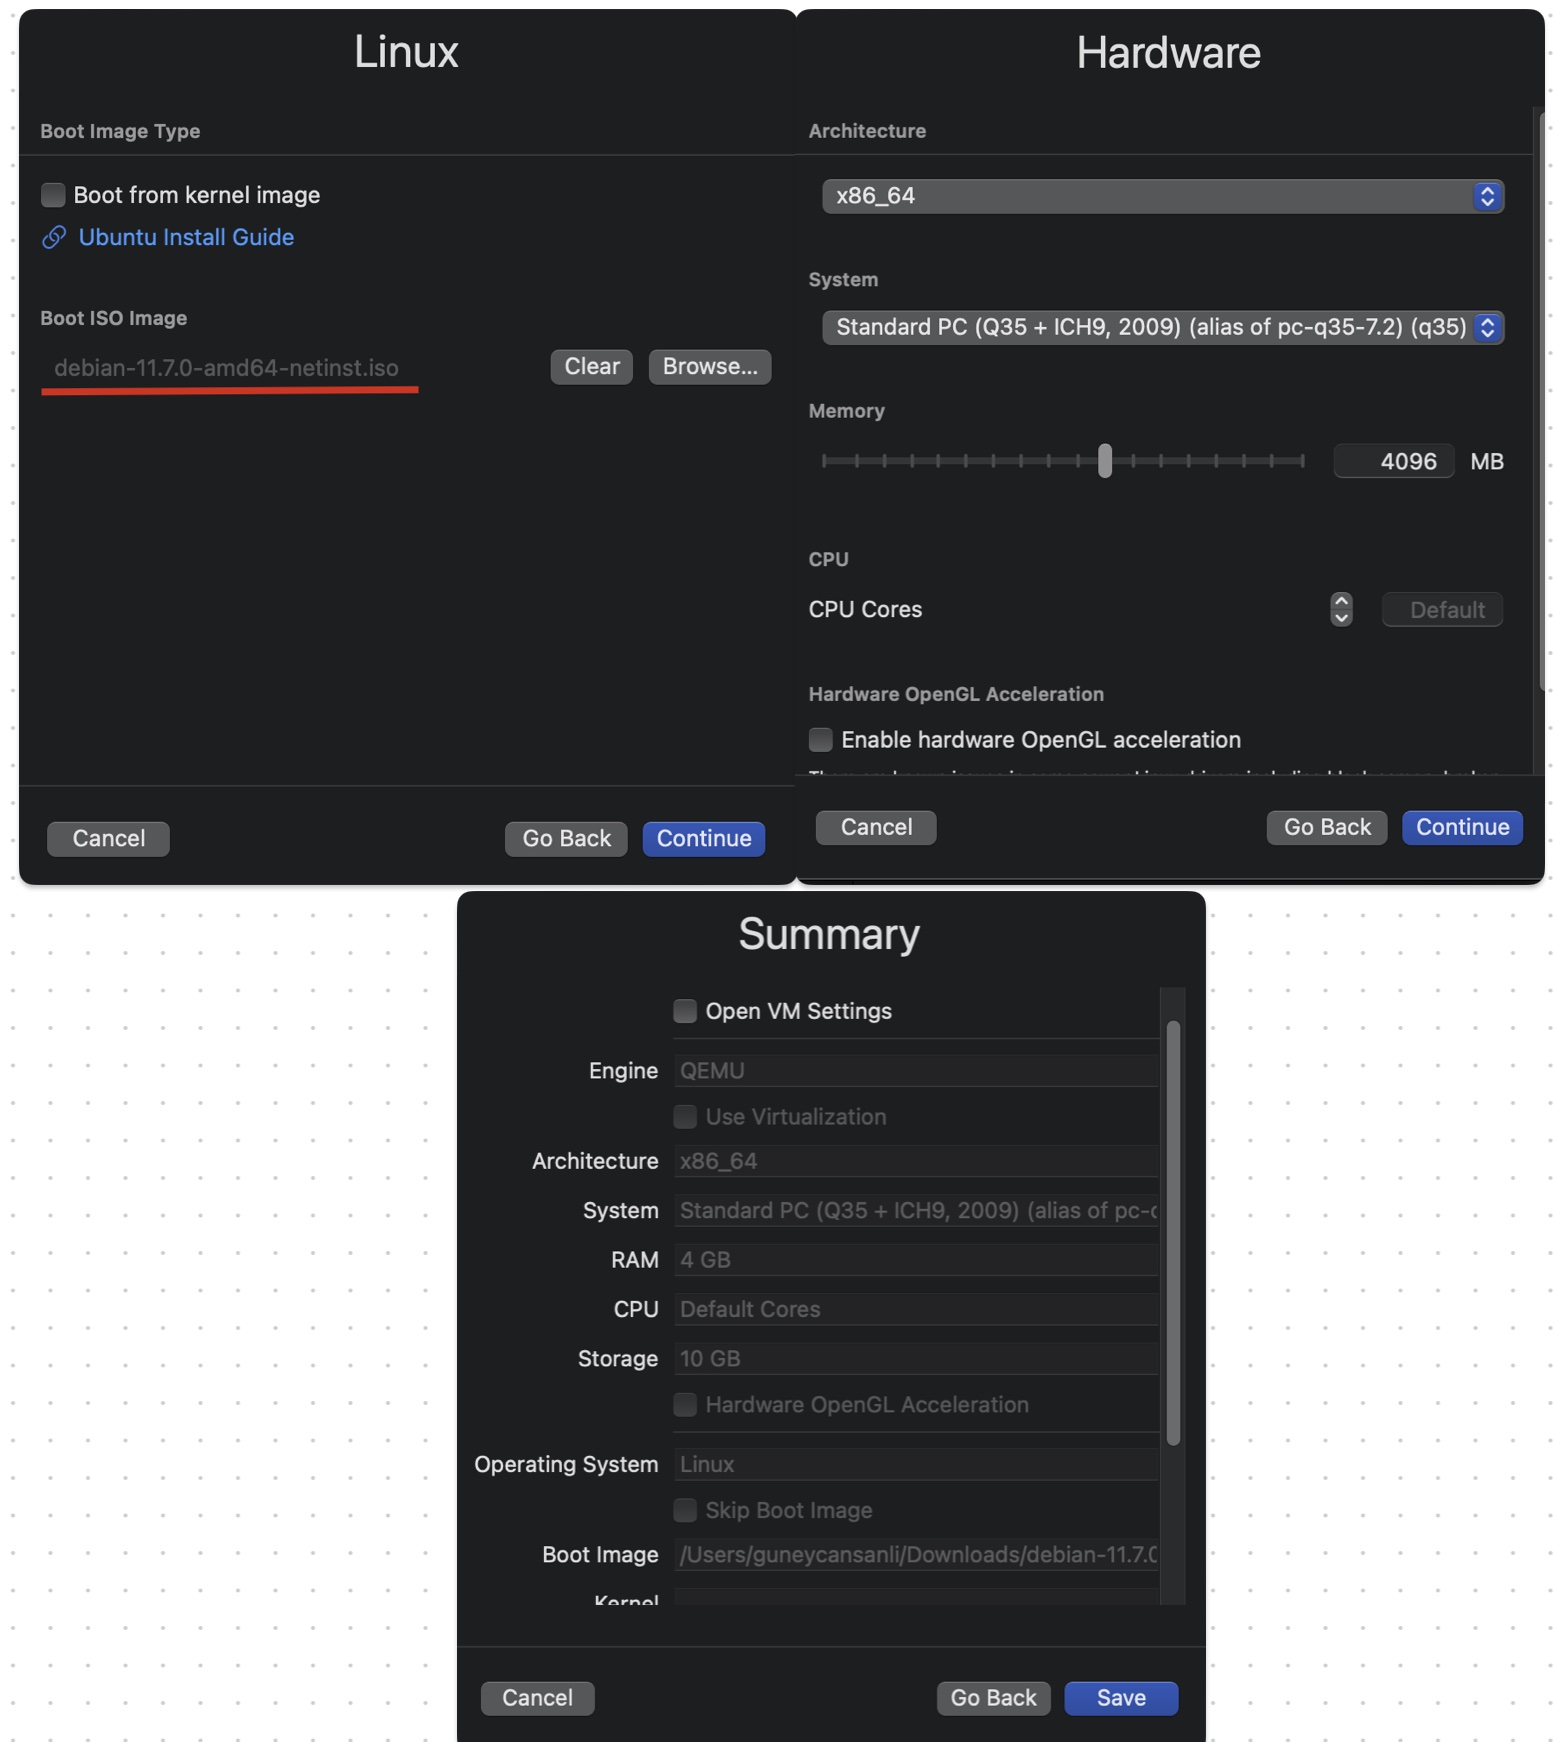 Linux
Boot Image Type
Boot from kernel image
Ubuntu Install Guide
Boot ISO Image
debian-11.7.0-amd64-netinst.iso
Clear
Browse...
Cancel
Go Back
Continue
Hardware
Architecture
x86_64
System
Standard PC (Q35 + ICH9, 2009) (alias of pc-q35-7.2) (q35)
Memory
4096 MB
CPU
CPU Cores
Default
Hardware OpenGL Acceleration
Enable hardware OpenGL acceleration
Cancel
Go Back
Continue
Summary
Open VM Settings
Engine QEMU
Use Virtualization
Architecture x86_64
System Standard PC (Q35 + ICH9, 2009) (alias of pc-
RAM 4 GB
CPU Default Cores
Storage 10 GB
Hardware OpenGL Acceleration
Operating System Linux
Skip Boot Image
Boot Image /Users/guneycansanli/Downloads/debian-11.7.0
Kernel
Cancel
Go Back
Save